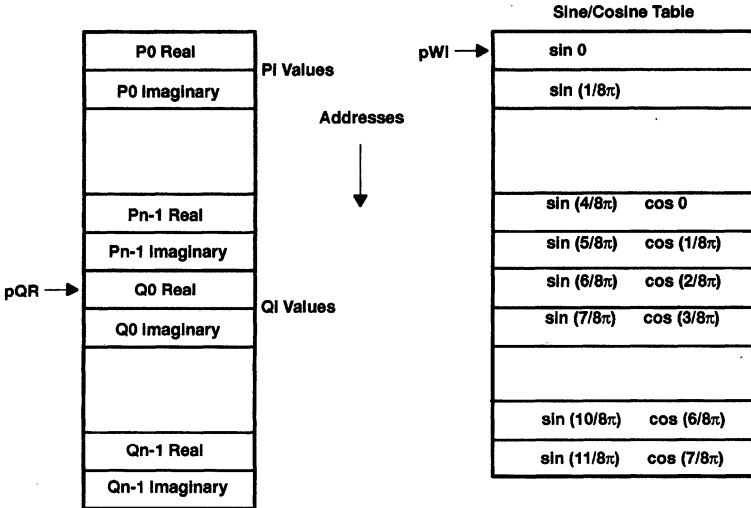 Sine/Cosine Table
P0 Real
Pi Values
P0 Imaginary
Addresses
Pn-1 Real
Pn-1 Imaginary
pQR
Q0 Real
Qi Values
Q0 Imaginary
Qn-1 Real
Qn-1 Imaginary
pWI
sin 0
sin (1/8π)
sin (4/8π) cos 0
sin (5/8π) cos (1/8π)
sin (6/8π) cos (2/8π)
sin (7/8π) cos (3/8π)
sin (10/8π) cos (6/8π)
sin (11/8π) cos (7/8π)